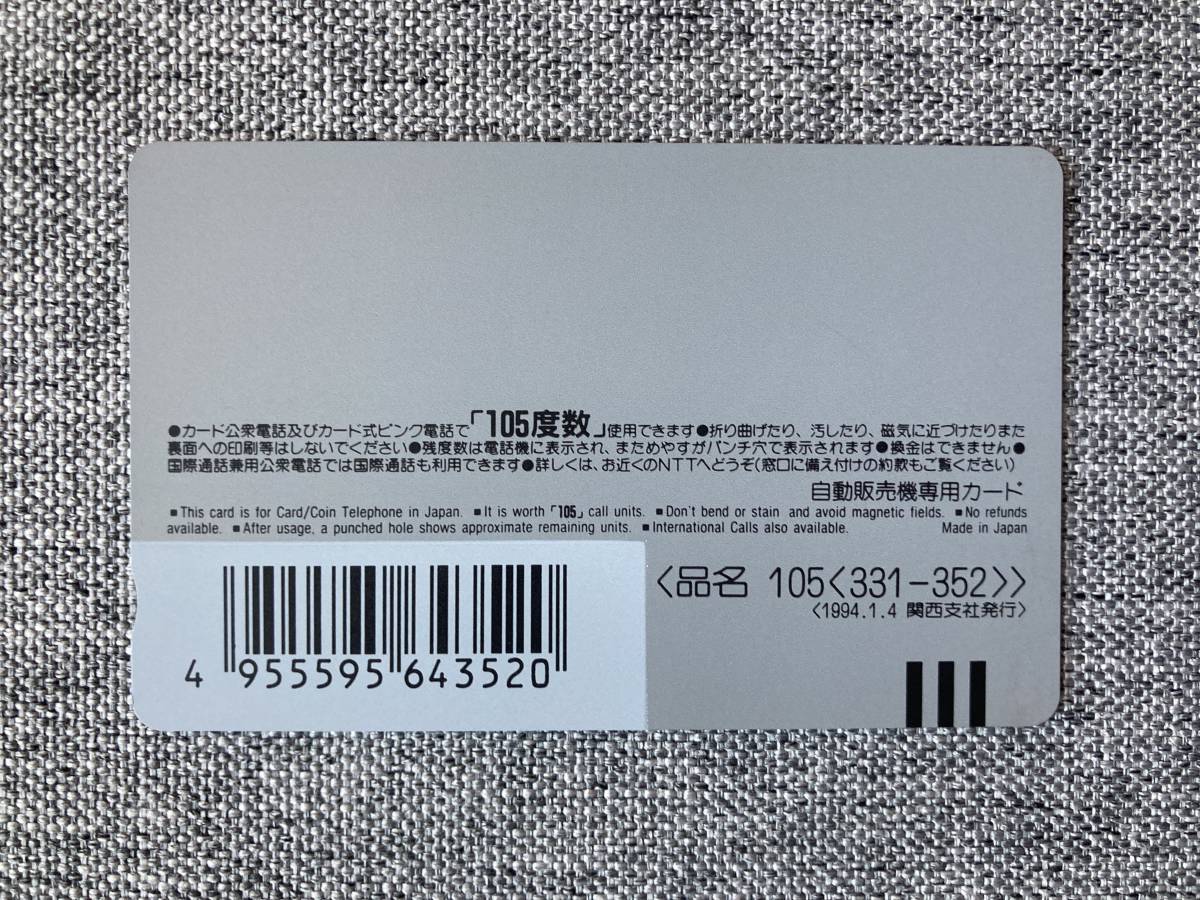 ●カード公衆電話及びカード式ピンク電話で「105度数」使用できます●折り曲げたり、汚したり、磁気に近づけたりまた
裏面への印刷等はしないでください●残度数は電話機に表示され、まためやすがパンチ穴で表示されます●換金はできません●
国際通話兼用公衆電話では国際通話も利用できます●詳しくは、お近くのNTTへどうぞ(窓口に備え付けの約款もご覧ください)
自動販売機専用カード
■This card is for Card/Coin Telephone in Japan. ■It is worth「105」call units. ■Don't bend or stain and avoid magnetic fields. ■No refunds
available. ■After usage, a punched hole shows approximate remaining units. ■International Calls also available. Made in Japan
〈品名 105〈331-352〉〉
〈1994.1.4 関西支社発行〉
4 955595 643520